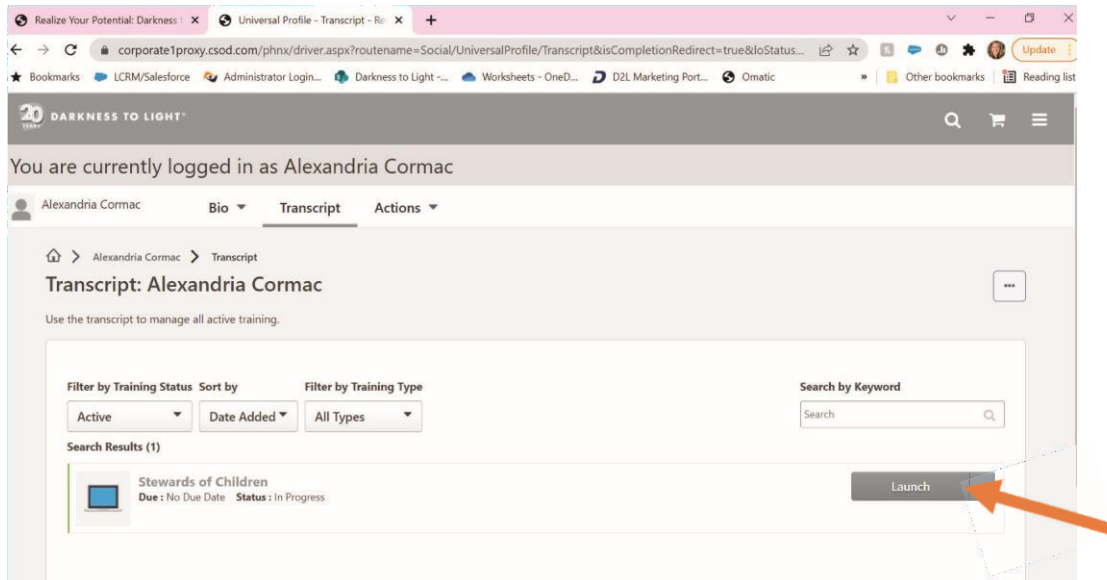 Realize Your Potential: Darkness t
Universal Profile - Transcript - Re
corporate1proxy.csod.com/phnx/driver.aspx?routename=Social/UniversalProfile/Transcript&isCompletionRedirect=true&loStatus...
Update
Bookmarks LCRM/Salesforce Administrator Login... Darkness to Light -... Worksheets - OneD... D2L Marketing Port... Omatic » Other bookmarks Reading list
20 YEARS DARKNESS TO LIGHT
You are currently logged in as Alexandria Cormac
Alexandria Cormac Bio Transcript Actions
Alexandria Cormac > Transcript
Transcript: Alexandria Cormac
...
Use the transcript to manage all active training.
Filter by Training Status Sort by Filter by Training Type Search by Keyword
Active Date Added All Types Search
Search Results (1)
Stewards of Children
Due : No Due Date Status : In Progress
Launch